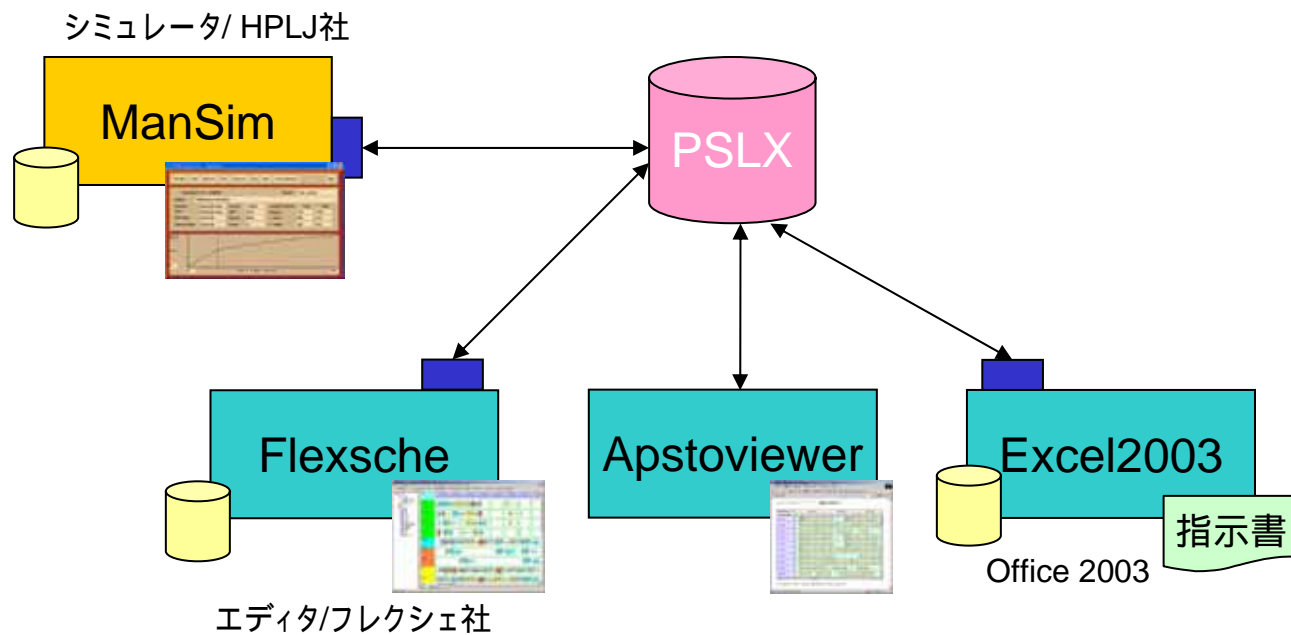 シミュレータ/ HPLJ社
ManSim
PSLX
Flexsche
Apstoviewer
Excel2003
指示書
Office 2003
エディタ/フレクシェ社